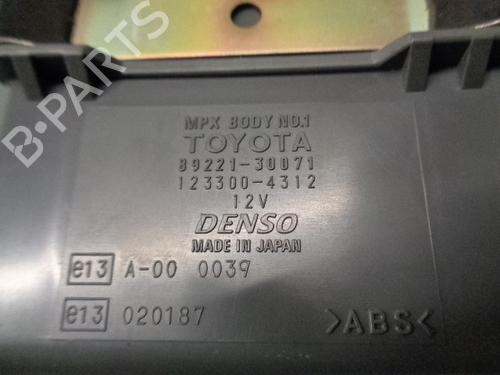 MPX BODY NO.1
TOYOTA
89221-30071
123300-4312
12V
DENSO
MADE IN JAPAN
e13 A-00 0039
e13 020187
>ABS<
B-PARTS